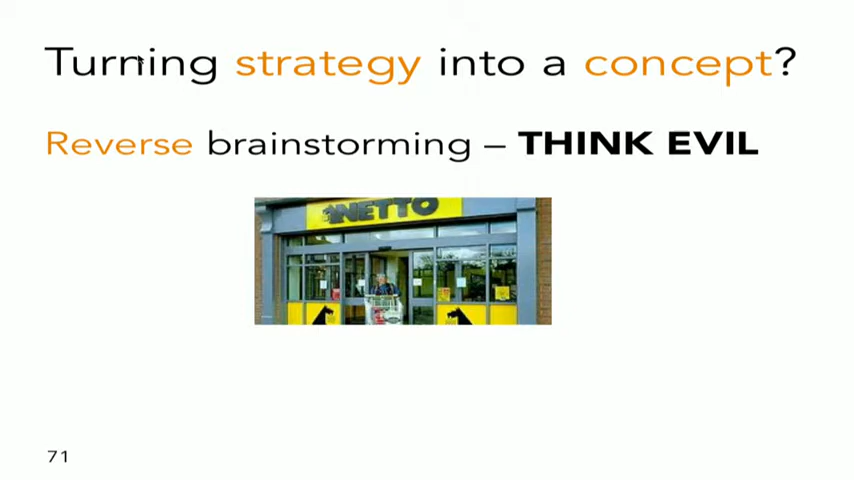 Turning strategy into a concept?
Reverse brainstorming – THINK EVIL
NETTO
71